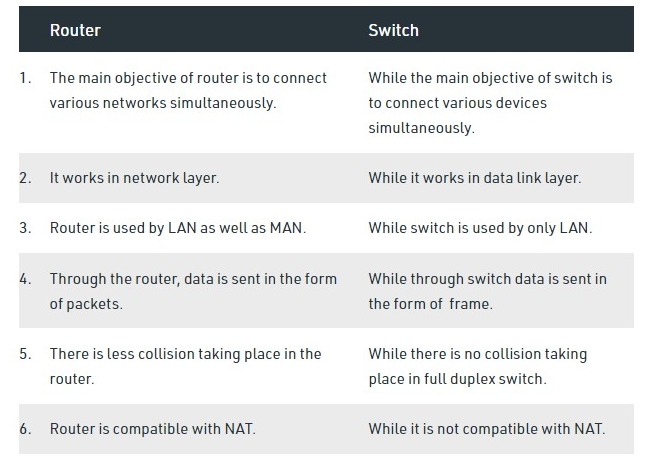 Router Switch
1. The main objective of router is to connect While the main objective of switch is
various networks simultaneously. to connect various devices
simultaneously.
2. It works in network layer. While it works in data link layer.
3. Router is used by LAN as well as MAN. While switch is used by only LAN.
4. Through the router, data is sent in the form While through switch data is sent in
of packets. the form of frame.
5. There is less collision taking place in the While there is no collision taking
router. place in full duplex switch.
6. Router is compatible with NAT. While it is not compatible with NAT.